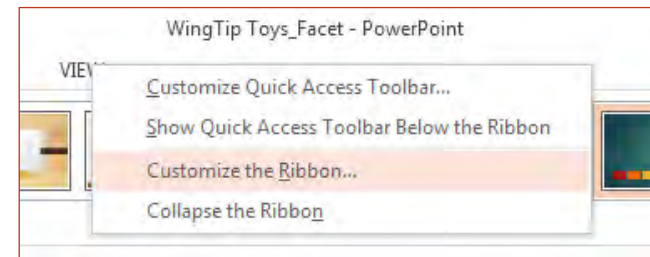 WingTip Toys_Facet - PowerPoint
VIEW
Customize Quick Access Toolbar...
Show Quick Access Toolbar Below the Ribbon
Customize the Ribbon...
Collapse the Ribbon